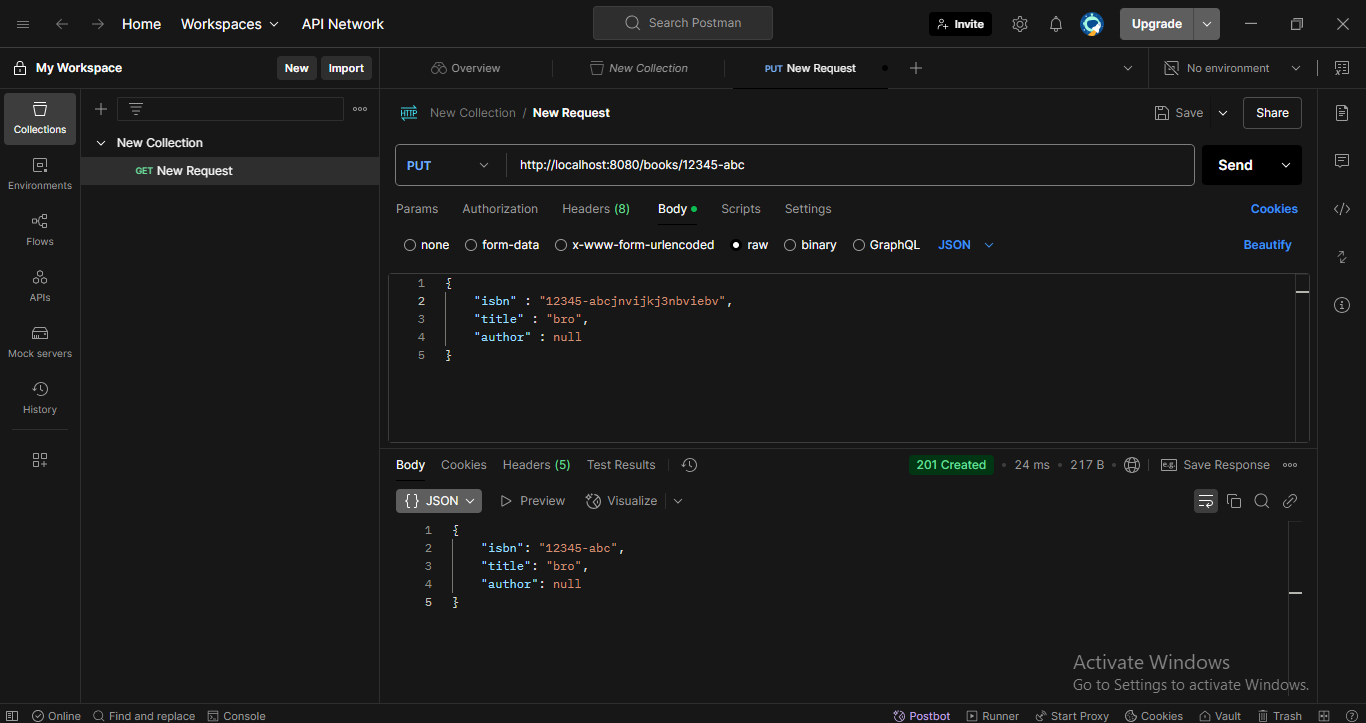 Home Workspaces API Network Search Postman Invite Upgrade
My Workspace New Import Overview New Collection PUT New Request No environment
Collections
Environments
Flows
APIs
Mock servers
History
New Collection
GET New Request
HTTP New Collection / New Request Save Share
PUT http://localhost:8080/books/12345-abc Send
Params Authorization Headers (8) Body Scripts Settings Cookies
none form-data x-www-form-urlencoded raw binary GraphQL JSON Beautify
1 {
2 "isbn" : "12345-abcjnvijkj3nbviebv",
3 "title" : "bro",
4 "author" : null
5 }
Body Cookies Headers (5) Test Results 201 Created • 24 ms • 217 B • e.g. Save Response
{} JSON Preview Visualize
1 {
2 "isbn": "12345-abc",
3 "title": "bro",
4 "author": null
5 }
Activate Windows
Go to Settings to activate Windows.
Online Find and replace Console Postbot Runner Start Proxy Cookies Vault Trash